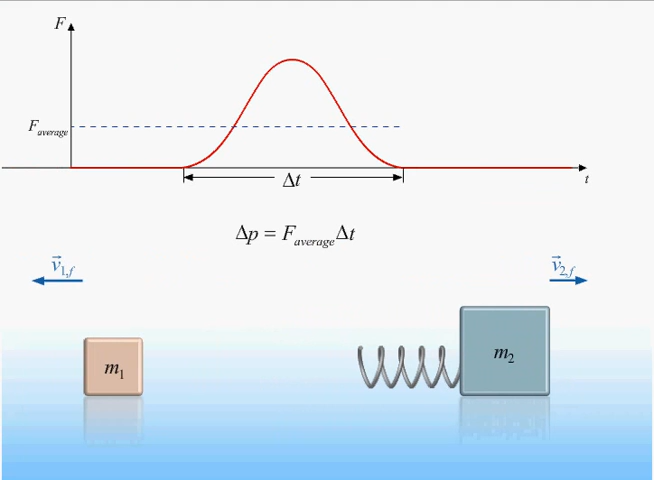 F
F_average
Δt
t
Δp = F_average Δt
v⃗_1,f
v⃗_2,f
m_1
m_2